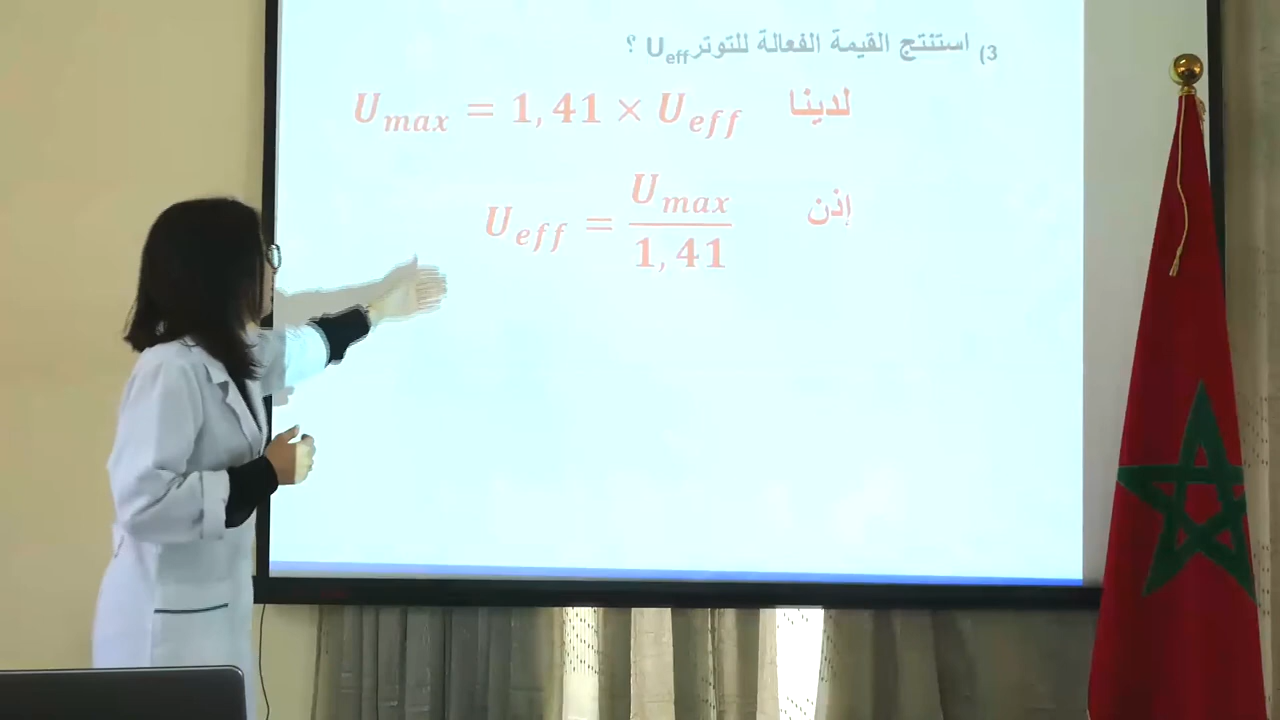 3) استنتج القيمة الفعالة للتوتر Ueff ؟
لدينا Umax = 1,41 × Ueff
إذن Ueff = Umax / 1,41